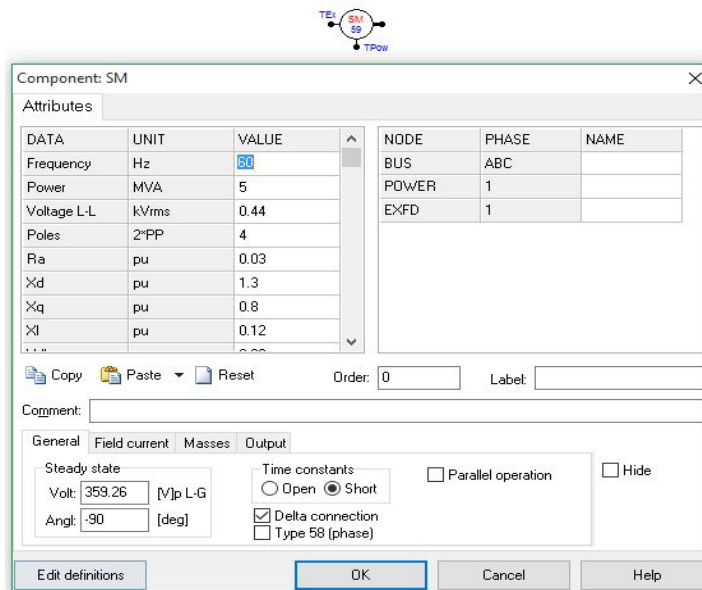 TEx SM
59
TPow
Component: SM
Attributes
DATA UNIT VALUE
Frequency Hz 60
Power MVA 5
Voltage L-L kVrms 0.44
Poles 2*PP 4
Ra pu 0.03
Xd pu 1.3
Xq pu 0.8
Xl pu 0.12
NODE PHASE NAME
BUS ABC
POWER 1
EXFD 1
Copy Paste Reset Order: 0 Label:
Comment:
General Field current Masses Output
Steady state
Volt: 359.26 [V]p L-G
Angl: -90 [deg]
Time constants
Open Short
Delta connection
Type 58 (phase)
Parallel operation
Hide
Edit definitions OK Cancel Help